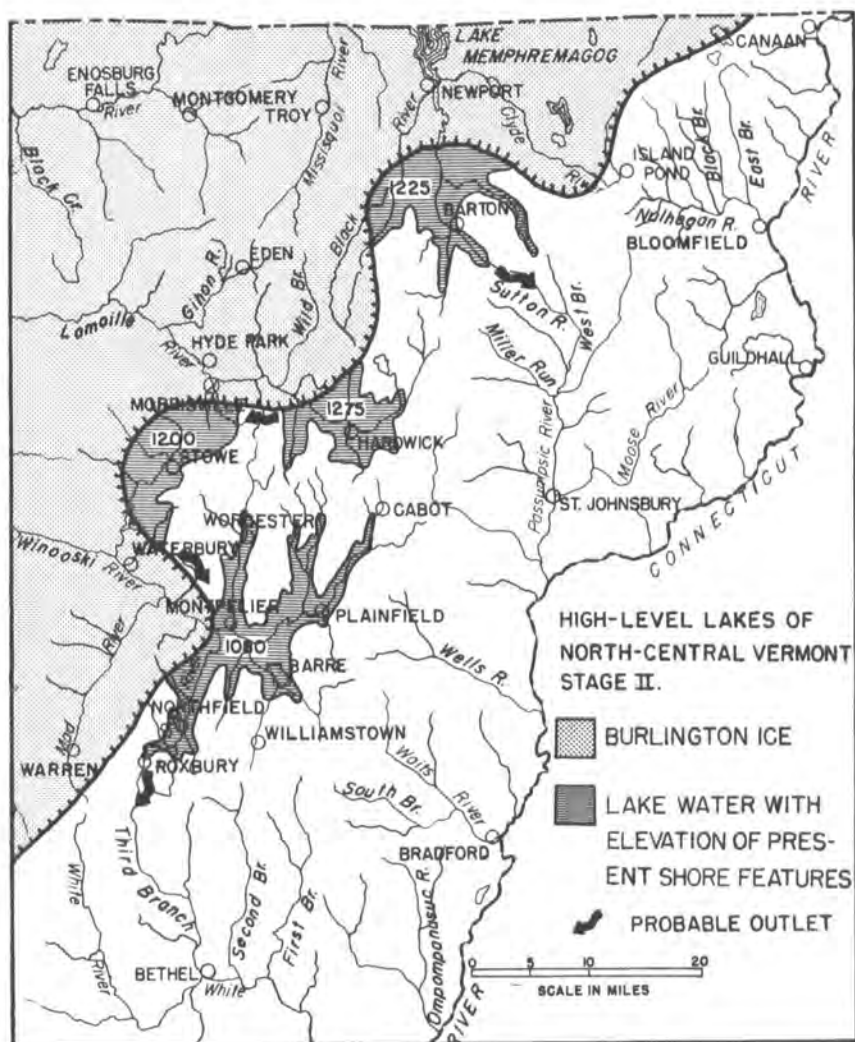 LAKE
MEMPHREMAGOG
CANAAN
ENOSBURG
FALLS
River
MONTGOMERY
TROY
River
Missisquoi
NEWPORT
River
Clyde
River
Black Cr.
ISLAND
POND
Black Br.
East Br.
RIVER
1225
BARTON
Nulhegan R.
BLOOMFIELD
Black
EDEN
Gihon R.
Wild Br.
Sutton R.
West Br.
Lamoille
River
HYDE PARK
Miller Run
GUILDHALL
MORRISVILLE
1275
HARDWICK
1200
STOWE
Passumpsic River
Moose River
ST. JOHNSBURY
CABOT
WORCESTER
CONNECTICUT
WATERBURY
Winooski River
MONTPELIER
PLAINFIELD
River
1080
BARRE
Wells R.
HIGH-LEVEL LAKES OF
NORTH-CENTRAL VERMONT
STAGE II.
NORTHFIELD
WILLIAMSTOWN
Mad
WARREN
ROXBURY
BURLINGTON ICE
Waits
River
South Br.
BRADFORD
LAKE WATER WITH
ELEVATION OF PRES-
ENT SHORE FEATURES
Third Branch
Second Br.
First Br.
White
River
Ompompanoosuc R.
PROBABLE OUTLET
BETHEL
White
RIVER
0 5 10 20
SCALE IN MILES